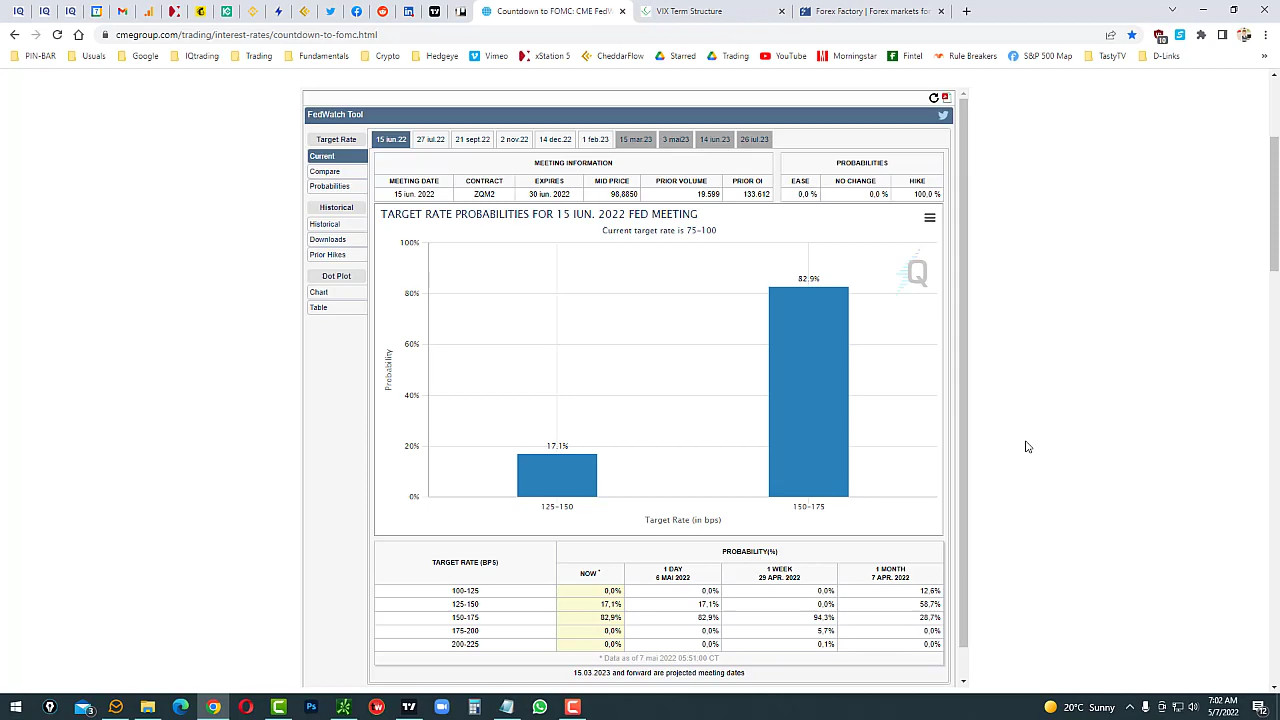 Countdown to FOMC: CME FedW
VIX Term Structure
Forex Factory | Forex markets for
cmegroup.com/trading/interest-rates/countdown-to-fomc.html
PIN-BAR Usuals Google IQtrading Trading Fundamentals Crypto Hedgeye Vimeo xStation 5 CheddarFlow Starred Trading YouTube Morningstar Fintel Rule Breakers S&P 500 Map TastyTV D-Links
FedWatch Tool
Target Rate
Current
Compare
Probabilities
Historical
Historical
Downloads
Prior Hikes
Dot Plot
Chart
Table
15 iun.22 27 iul.22 21 sept.22 2 nov.22 14 dec.22 1 feb.23 15 mar.23 3 mai23 14 iun.23 26 iul.23
MEETING INFORMATION
MEETING DATE CONTRACT EXPIRES MID PRICE PRIOR VOLUME PRIOR OI
15 iun. 2022 ZQM2 30 iun. 2022 98,8850 19.599 133.612
PROBABILITIES
EASE NO CHANGE HIKE
0,0 % 0,0 % 100,0 %
TARGET RATE PROBABILITIES FOR 15 IUN. 2022 FED MEETING
Current target rate is 75-100
100%
80%
60%
40%
20%
0%
Probability
17,1%
82,9%
Q
125-150 150-175
Target Rate (in bps)
TARGET RATE (BPS) PROBABILITY(%)
NOW * 1 DAY 6 MAI 2022 1 WEEK 29 APR. 2022 1 MONTH 7 APR. 2022
100-125 0,0% 0,0% 0,0% 12,6%
125-150 17,1% 17,1% 0,0% 58,7%
150-175 82,9% 82,9% 94,3% 28,7%
175-200 0,0% 0,0% 5,7% 0,0%
200-225 0,0% 0,0% 0,1% 0,0%
* Data as of 7 mai 2022 05:51:00 CT
15.03 2023 and forward are projected meeting dates
20°C Sunny
7:02 AM
5/7/2022